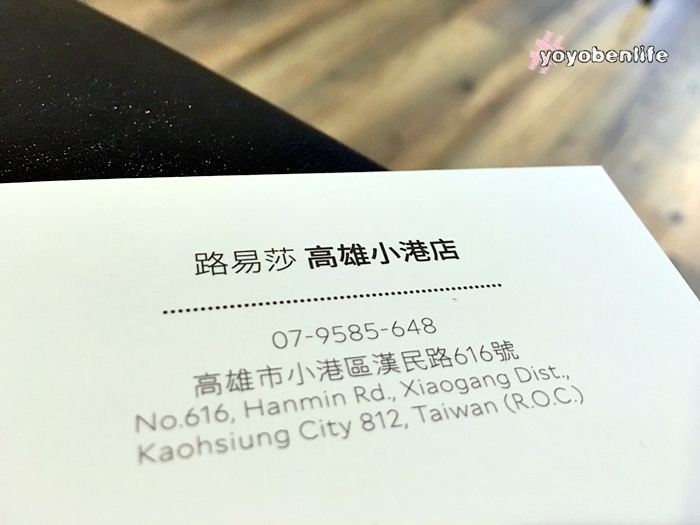 yoyobenlife
路易莎 高雄小港店
07-9585-648
高雄市小港區漢民路616號
No.616, Hanmin Rd., Xiaogang Dist.,
Kaohsiung City 812, Taiwan (R.O.C.)